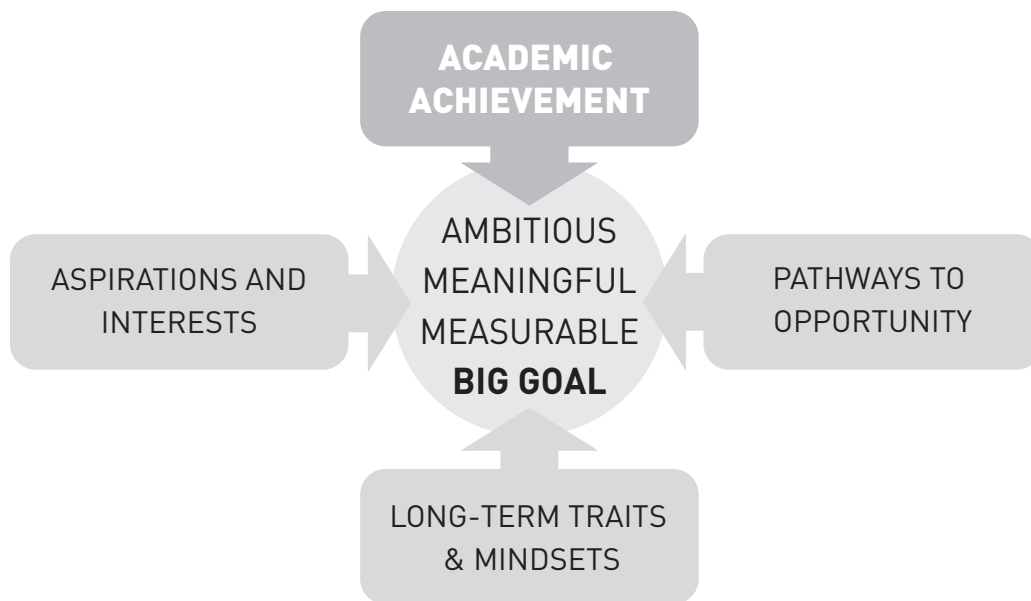 ACADEMIC
ACHIEVEMENT
AMBITIOUS
MEANINGFUL
MEASURABLE
BIG GOAL
ASPIRATIONS AND
INTERESTS
PATHWAYS TO
OPPORTUNITY
LONG-TERM TRAITS
& MINDSETS